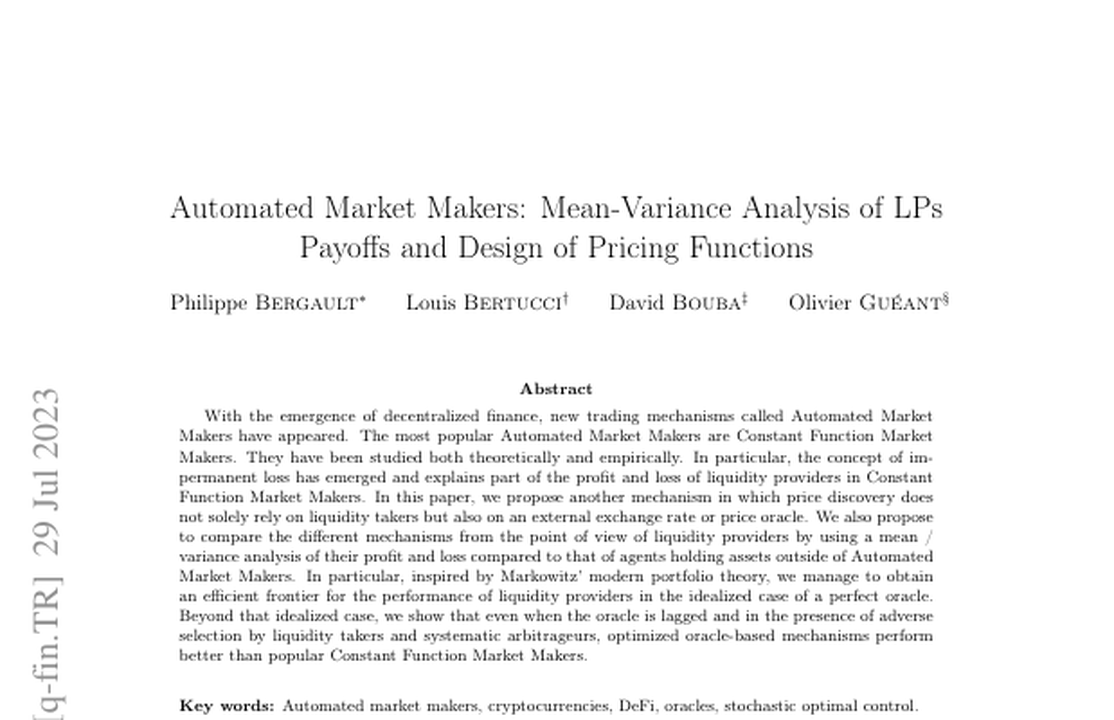 Automated Market Makers: Mean-Variance Analysis of LPs
Payoffs and Design of Pricing Functions
Philippe BERGAULT* Louis BERTUCCI† David BOUBA‡ Olivier GUÉANT§
Abstract
With the emergence of decentralized finance, new trading mechanisms called Automated Market
Makers have appeared. The most popular Automated Market Makers are Constant Function Market
Makers. They have been studied both theoretically and empirically. In particular, the concept of im-
permanent loss has emerged and explains part of the profit and loss of liquidity providers in Constant
Function Market Makers. In this paper, we propose another mechanism in which price discovery does
not solely rely on liquidity takers but also on an external exchange rate or price oracle. We also propose
to compare the different mechanisms from the point of view of liquidity providers by using a mean /
variance analysis of their profit and loss compared to that of agents holding assets outside of Automated
Market Makers. In particular, inspired by Markowitz' modern portfolio theory, we manage to obtain
an efficient frontier for the performance of liquidity providers in the idealized case of a perfect oracle.
Beyond that idealized case, we show that even when the oracle is lagged and in the presence of adverse
selection by liquidity takers and systematic arbitrageurs, optimized oracle-based mechanisms perform
better than popular Constant Function Market Makers.
Key words: Automated market makers, cryptocurrencies, DeFi, oracles, stochastic optimal control.
[q-fin.TR] 29 Jul 2023